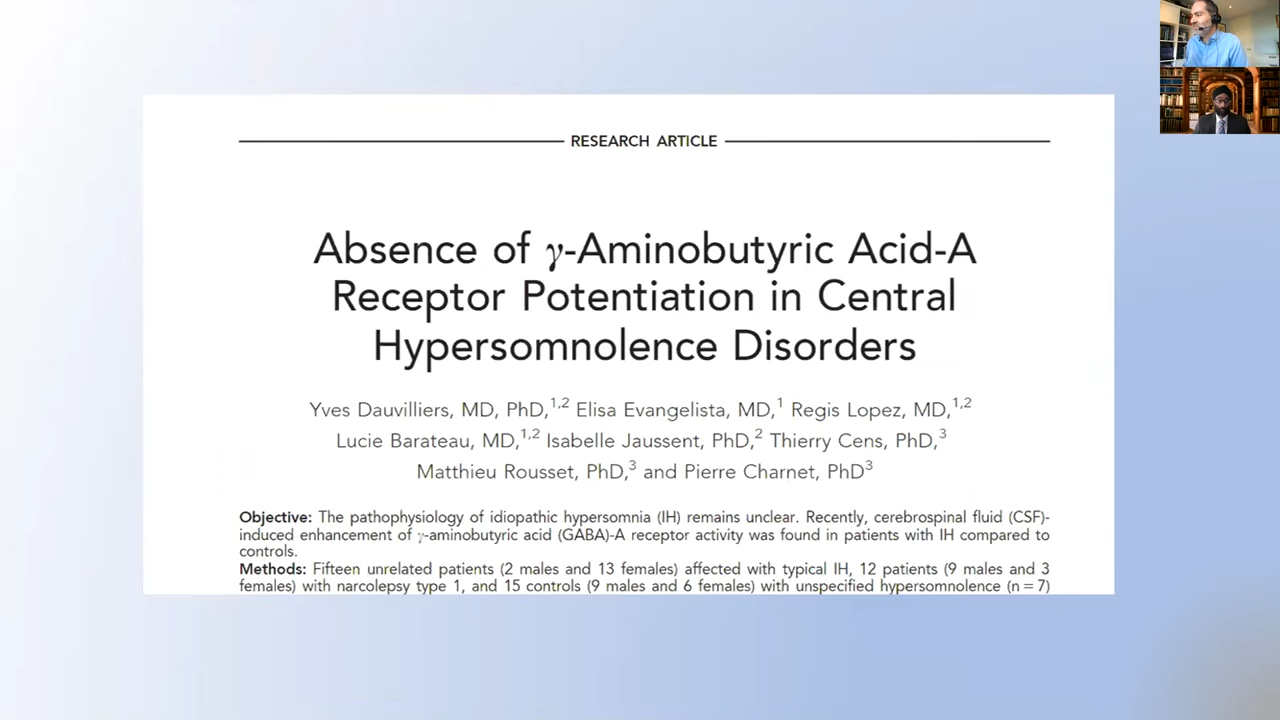 RESEARCH ARTICLE
Absence of γ-Aminobutyric Acid-A
Receptor Potentiation in Central
Hypersomnolence Disorders
Yves Dauvilliers, MD, PhD,1,2 Elisa Evangelista, MD,1 Regis Lopez, MD,1,2
Lucie Barateau, MD,1,2 Isabelle Jaussent, PhD,2 Thierry Cens, PhD,3
Matthieu Rousset, PhD,3 and Pierre Charnet, PhD3
Objective: The pathophysiology of idiopathic hypersomnia (IH) remains unclear. Recently, cerebrospinal fluid (CSF)-
induced enhancement of γ-aminobutyric acid (GABA)-A receptor activity was found in patients with IH compared to
controls.
Methods: Fifteen unrelated patients (2 males and 13 females) affected with typical IH, 12 patients (9 males and 3
females) with narcolepsy type 1, and 15 controls (9 males and 6 females) with unspecified hypersomnolence (n = 7)